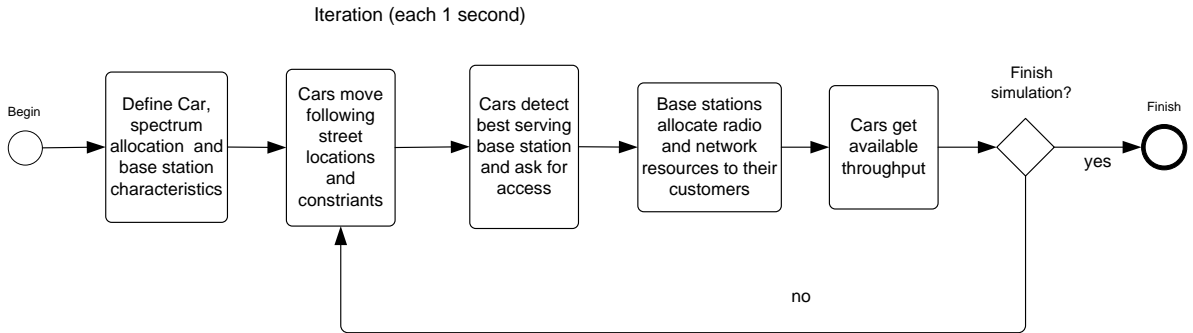 Iteration (each 1 second)
Begin
Define Car,
spectrum
allocation and
base station
characteristics
Cars move
following
street
locations
and
constriants
Cars detect
best serving
base station
and ask for
access
Base stations
allocate radio
and network
resources to their
customers
Cars get
available
throughput
Finish
simulation?
yes
Finish
no